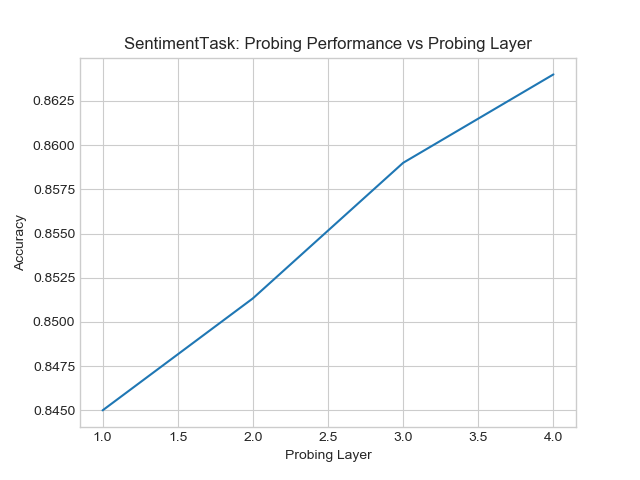 SentimentTask: Probing Performance vs Probing Layer
Accuracy
0.8625
0.8600
0.8575
0.8550
0.8525
0.8500
0.8475
0.8450
1.0 1.5 2.0 2.5 3.0 3.5 4.0
Probing Layer